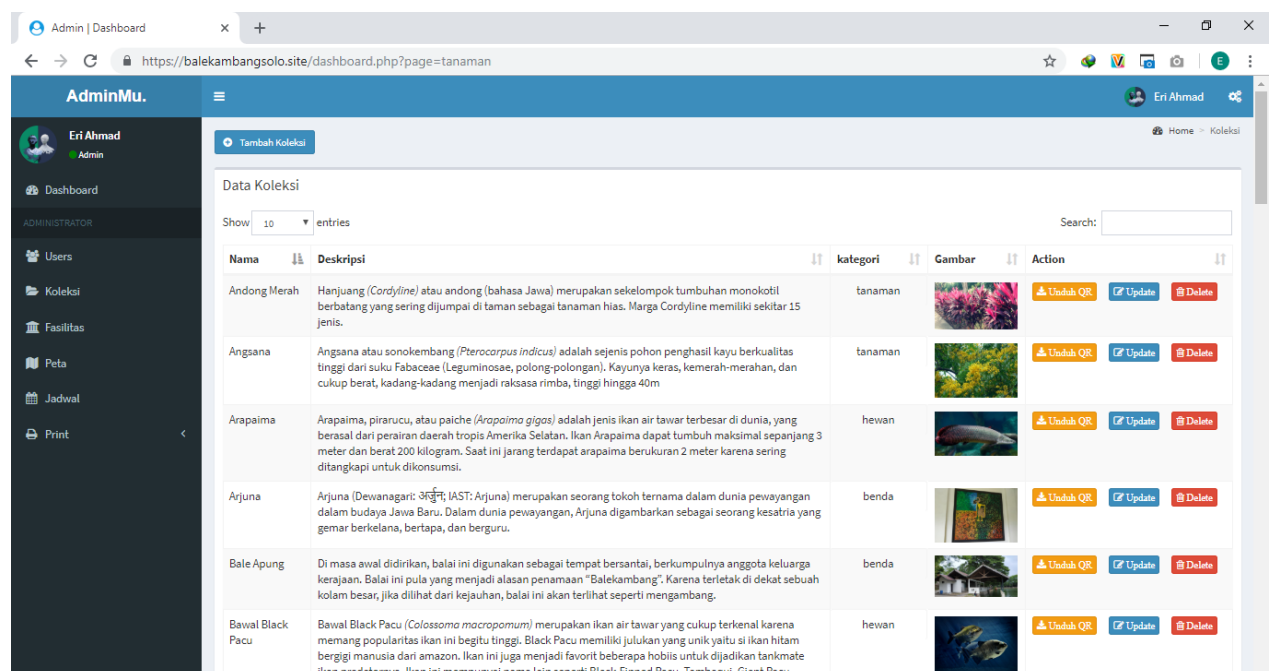 Admin | Dashboard
https://balekambangsolo.site/dashboard.php?page=tanaman
E
AdminMu.
Eri Ahmad
Eri Ahmad
Admin
Tambah Koleksi
Home > Koleksi
Dashboard
ADMINISTRATOR
Users
Koleksi
Fasilitas
Peta
Jadwal
Print
Data Koleksi
Show 10 entries
Search:
Nama Deskripsi kategori Gambar Action
Andong Merah Hanjuang (Cordyline) atau andong (bahasa Jawa) merupakan sekelompok tumbuhan monokotil tanaman Unduh QR Update Delete
berbatang yang sering dijumpai di taman sebagai tanaman hias. Marga Cordyline memiliki sekitar 15
jenis.
Angsana Angsana atau sonokembang (Pterocarpus indicus) adalah sejenis pohon penghasil kayu berkualitas tanaman Unduh QR Update Delete
tinggi dari suku Fabaceae (Leguminosae, polong-polongan). Kayunya keras, kemerah-merahan, dan
cukup berat, kadang-kadang menjadi raksasa rimba, tinggi hingga 40m
Arapaima Arapaima, pirarucu, atau paiche (Arapaima gigas) adalah jenis ikan air tawar terbesar di dunia, yang hewan Unduh QR Update Delete
berasal dari perairan daerah tropis Amerika Selatan. Ikan Arapaima dapat tumbuh maksimal sepanjang 3
meter dan berat 200 kilogram. Saat ini jarang terdapat arapaima berukuran 2 meter karena sering
ditangkapi untuk dikonsumsi.
Arjuna Arjuna (Dewanagari: अर्जुन; IAST: Arjuna) merupakan seorang tokoh ternama dalam dunia pewayangan benda Unduh QR Update Delete
dalam budaya Jawa Baru. Dalam dunia pewayangan, Arjuna digambarkan sebagai seorang kesatria yang
gemar berkelana, bertapa, dan berguru.
Bale Apung Di masa awal didirikan, balai ini digunakan sebagai tempat bersantai, berkumpulnya anggota keluarga benda Unduh QR Update Delete
kerajaan. Balai ini pula yang menjadi alasan penamaan “Balekambang”. Karena terletak di dekat sebuah
kolam besar, jika dilihat dari kejauhan, balai ini akan terlihat seperti mengambang.
Bawal Black Bawal Black Pacu (Colossoma macropomum) merupakan ikan air tawar yang cukup terkenal karena hewan Unduh QR Update Delete
Pacu memang popularitas ikan ini begitu tinggi. Black Pacu memiliki julukan yang unik yaitu si ikan hitam
bergigi manusia dari amazon. Ikan ini juga menjadi favorit beberapa hobiis untuk dijadikan tankmate
ikan predatornya. Ikan ini mempunyai nama lain seperti Black Finned Pacu, Tambaqui, Giant Pacu